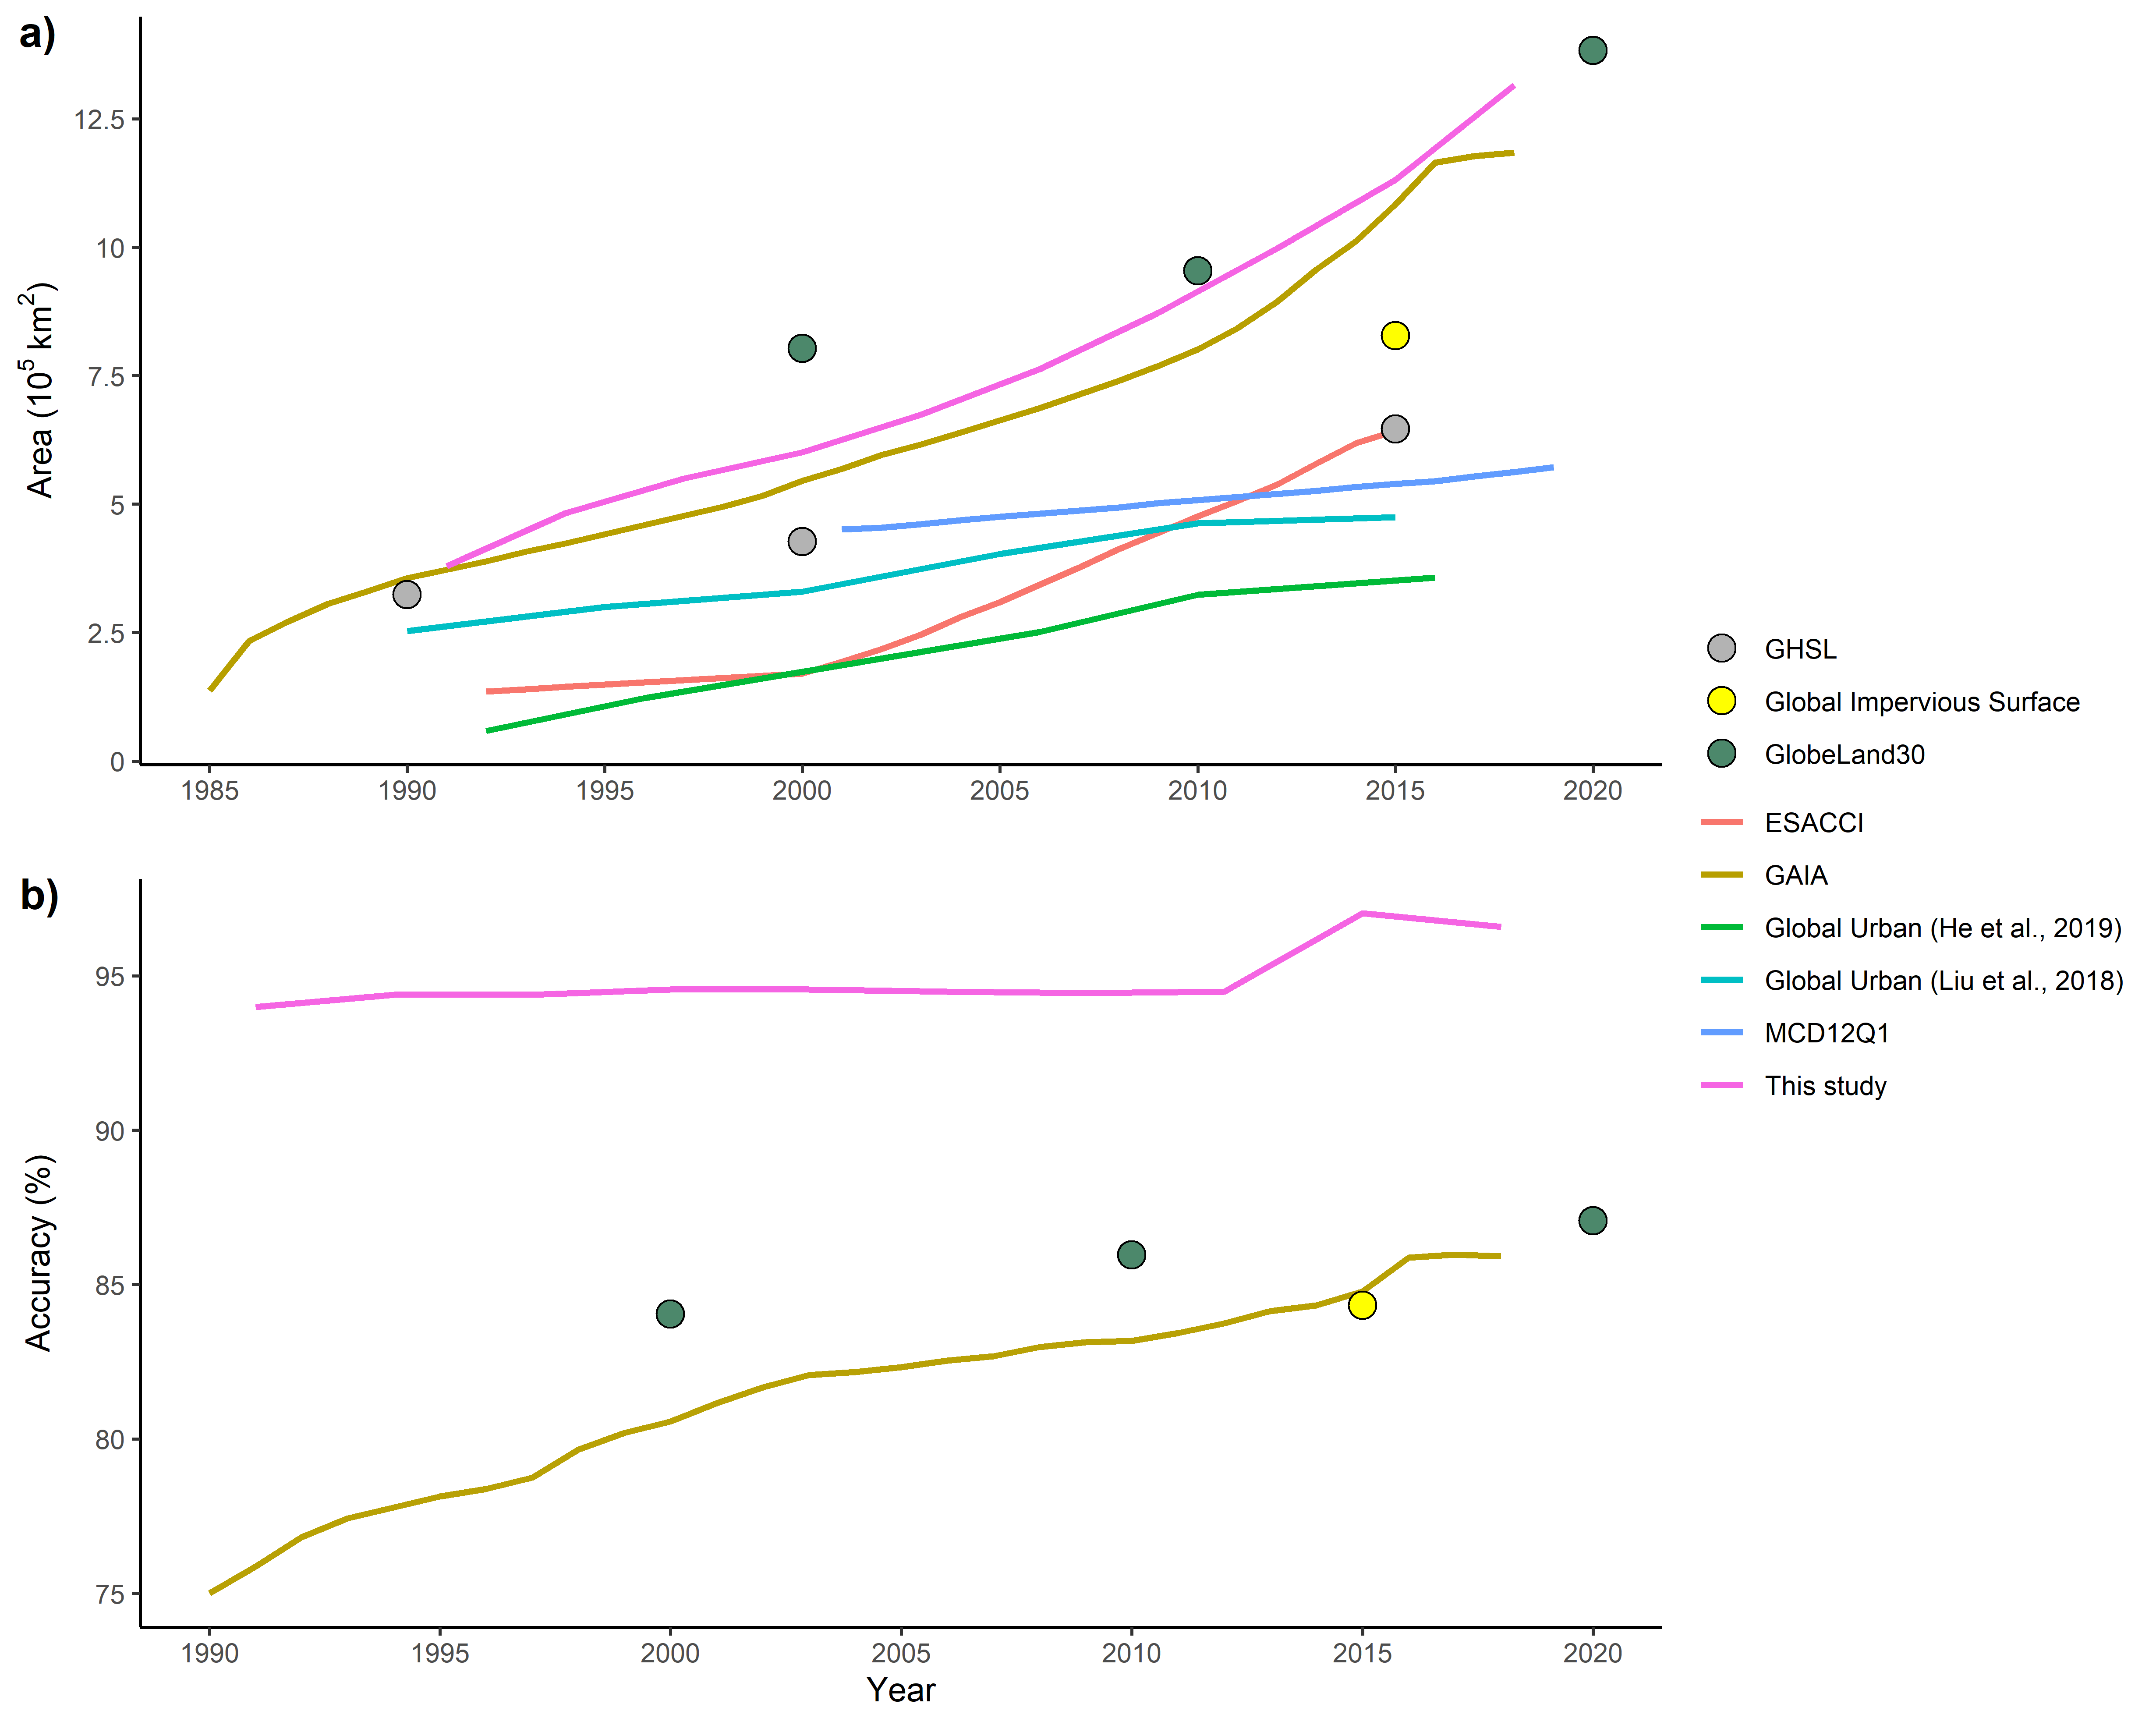 a)
12.5
10
7.5
5
2.5
0
Area (10⁵ km²)
1985 1990 1995 2000 2005 2010 2015 2020
GHSL
Global Impervious Surface
GlobeLand30
ESACCI
GAIA
Global Urban (He et al., 2019)
Global Urban (Liu et al., 2018)
MCD12Q1
This study
b)
95
90
85
80
75
Accuracy (%)
1990 1995 2000 2005 2010 2015 2020
Year